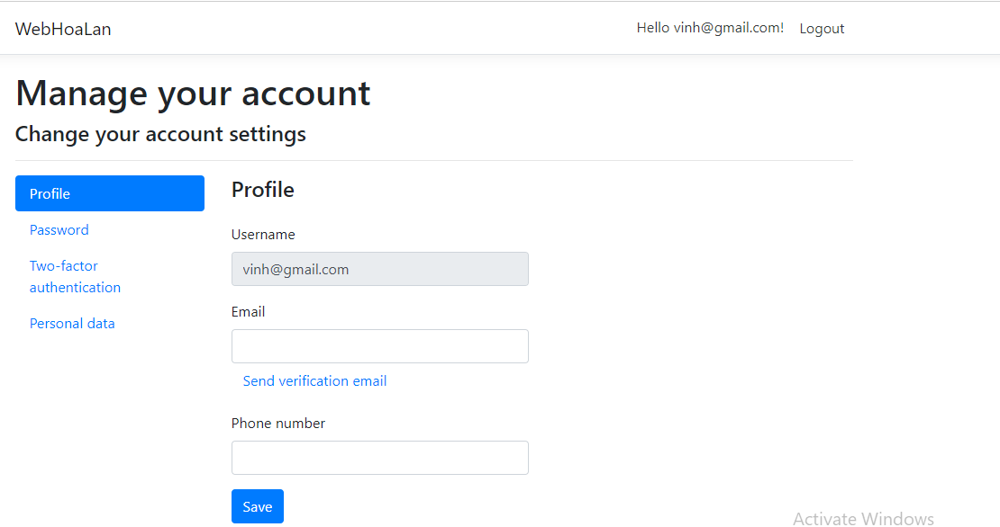 WebHoaLan
Hello vinh@gmail.com!
Logout
Manage your account
Change your account settings
Profile
Password
Two-factor
authentication
Personal data
Profile
Username
vinh@gmail.com
Email
Send verification email
Phone number
Save
Activate Windows